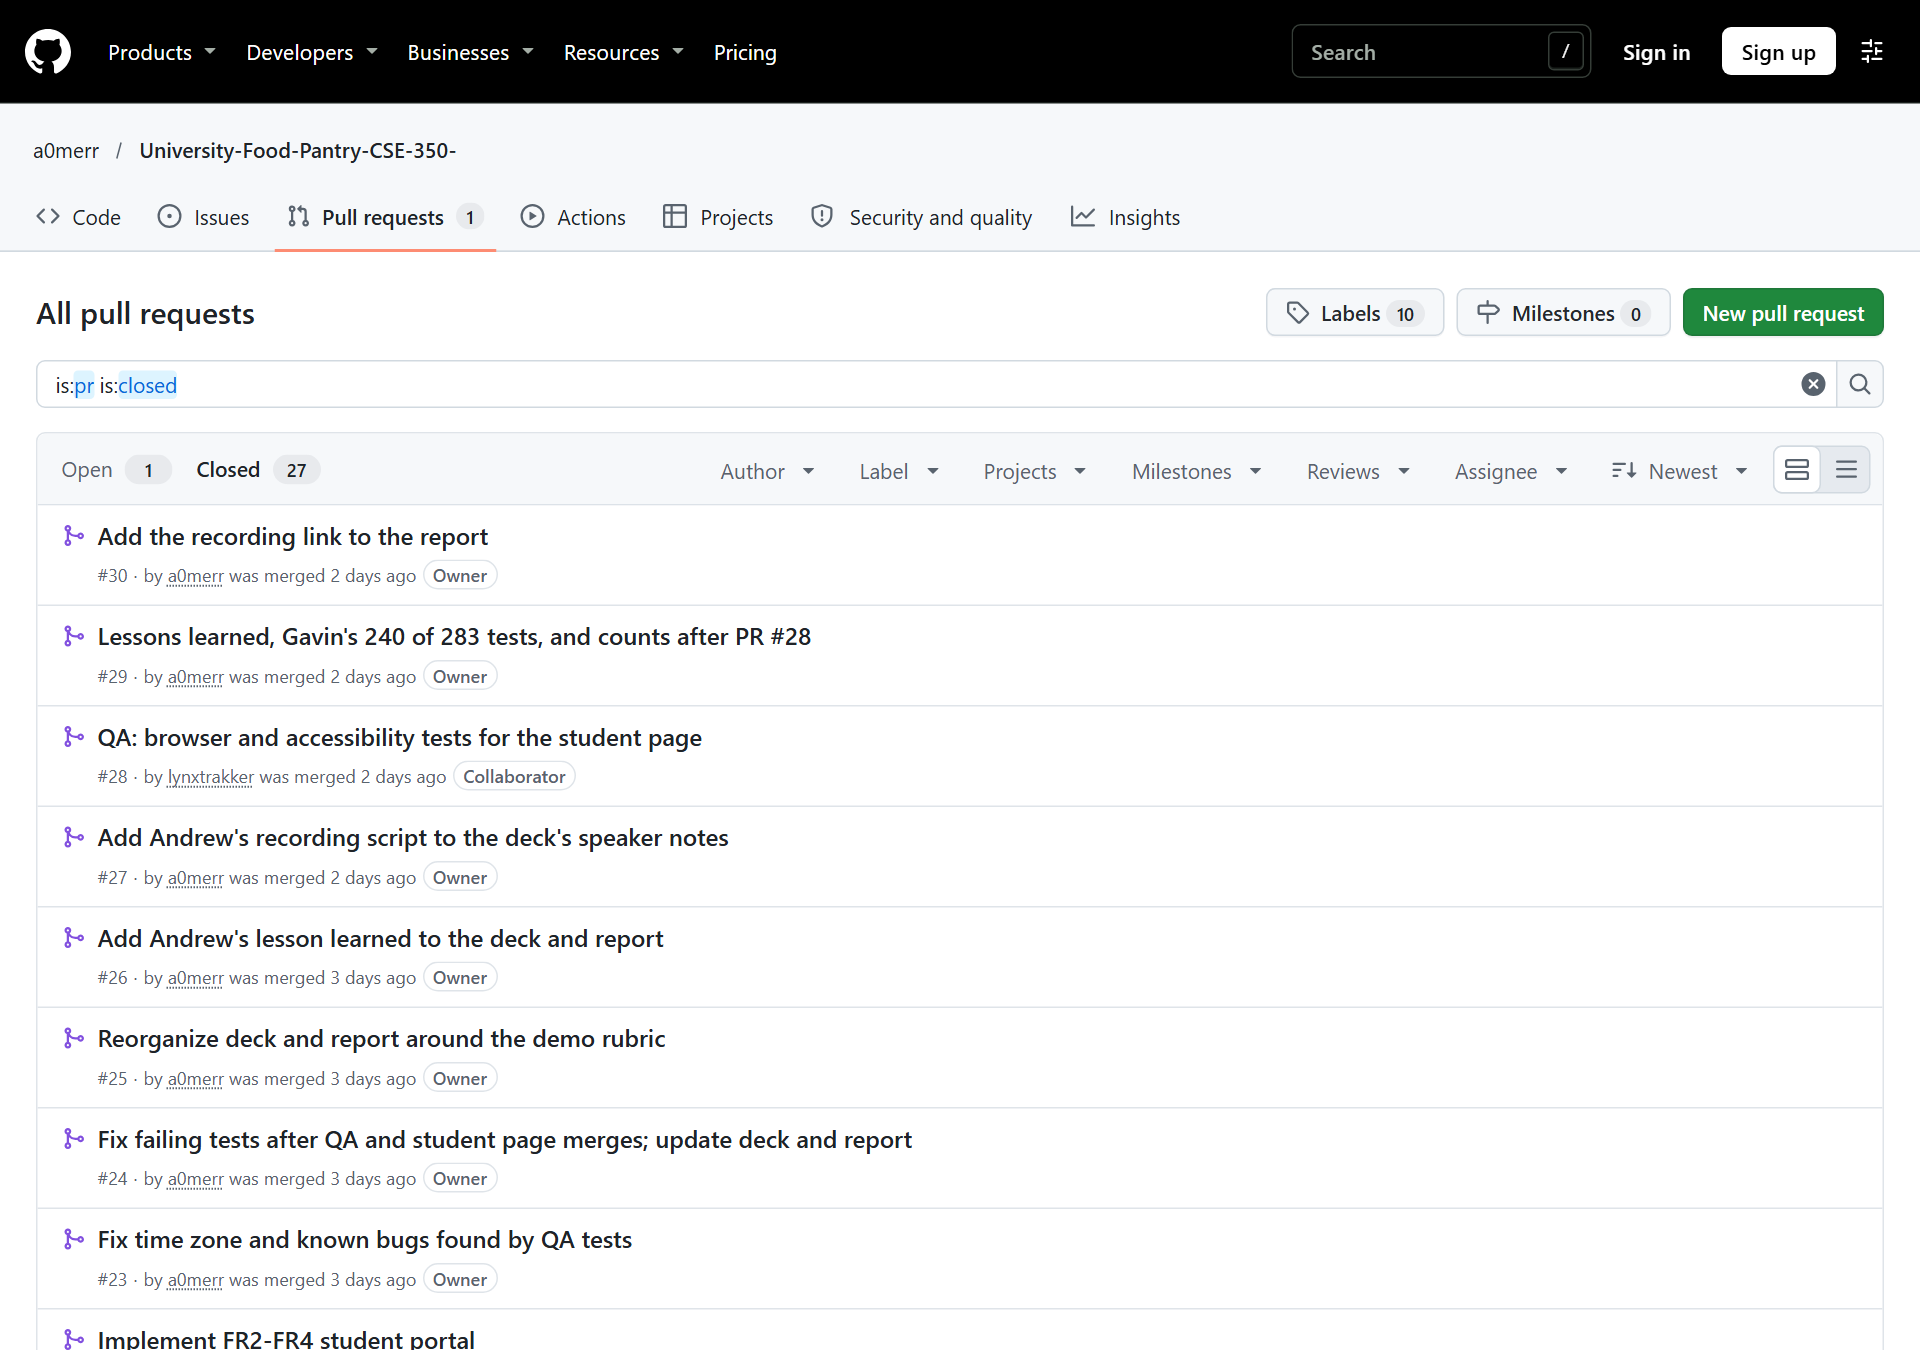 Products Developers Businesses Resources Pricing Search / Sign in Sign up
a0merr / University-Food-Pantry-CSE-350-
Code Issues Pull requests 1 Actions Projects Security and quality Insights
All pull requests Labels 10 Milestones 0 New pull request
is:pr is:closed
Open 1 Closed 27 Author Label Projects Milestones Reviews Assignee Newest
Add the recording link to the report
#30 · by a0merr was merged 2 days ago Owner
Lessons learned, Gavin's 240 of 283 tests, and counts after PR #28
#29 · by a0merr was merged 2 days ago Owner
QA: browser and accessibility tests for the student page
#28 · by lynxtrakker was merged 2 days ago Collaborator
Add Andrew's recording script to the deck's speaker notes
#27 · by a0merr was merged 2 days ago Owner
Add Andrew's lesson learned to the deck and report
#26 · by a0merr was merged 3 days ago Owner
Reorganize deck and report around the demo rubric
#25 · by a0merr was merged 3 days ago Owner
Fix failing tests after QA and student page merges; update deck and report
#24 · by a0merr was merged 3 days ago Owner
Fix time zone and known bugs found by QA tests
#23 · by a0merr was merged 3 days ago Owner
Implement FR2-FR4 student portal